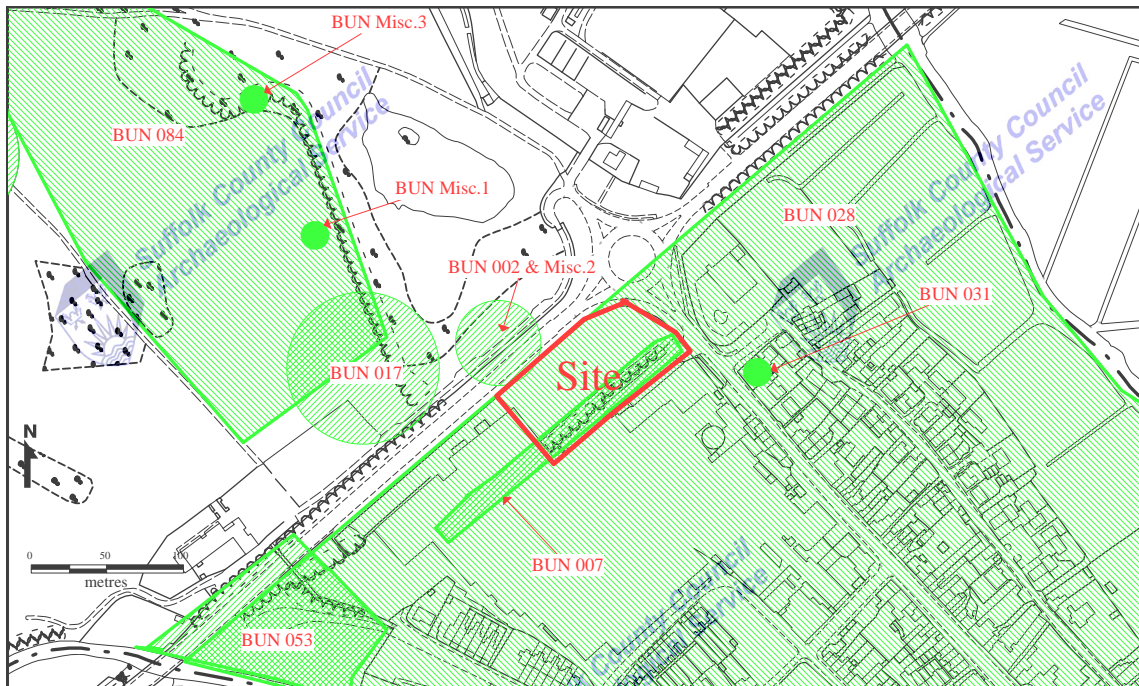 BUN Misc.3
BUN 084
Suffolk County Council
Archaeological Service
BUN Misc.1
BUN 028
Suffolk County Council
Archaeological Service
BUN 002 & Misc.2
BUN 031
BUN 017
Site
N
0 50 100
metres
BUN 007
BUN 053
County Council
ological Service